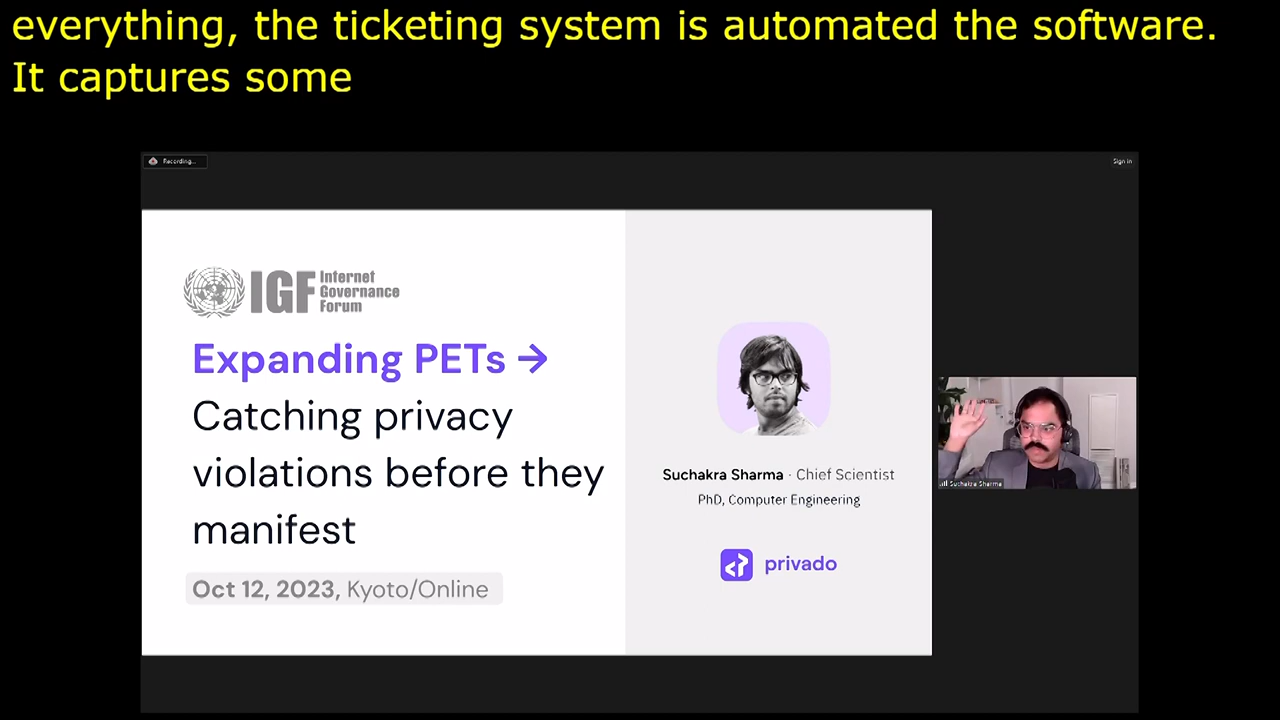 everything, the ticketing system is automated the software.
It captures some
Recording...
Sign in
IGF Internet
Governance
Forum
Expanding PETs →
Catching privacy
violations before they
manifest
Oct 12, 2023, Kyoto/Online
Suchakra Sharma · Chief Scientist
PhD, Computer Engineering
privado
Suchakra Sharma